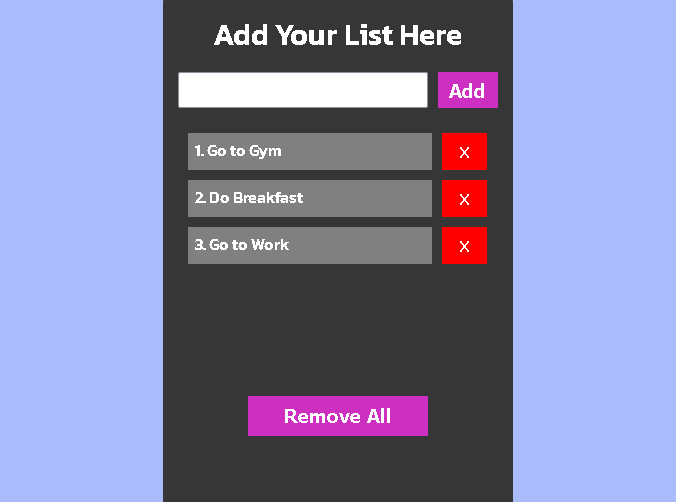 Add Your List Here
Add
1. Go to Gym
X
2. Do Breakfast
X
3. Go to Work
X
Remove All